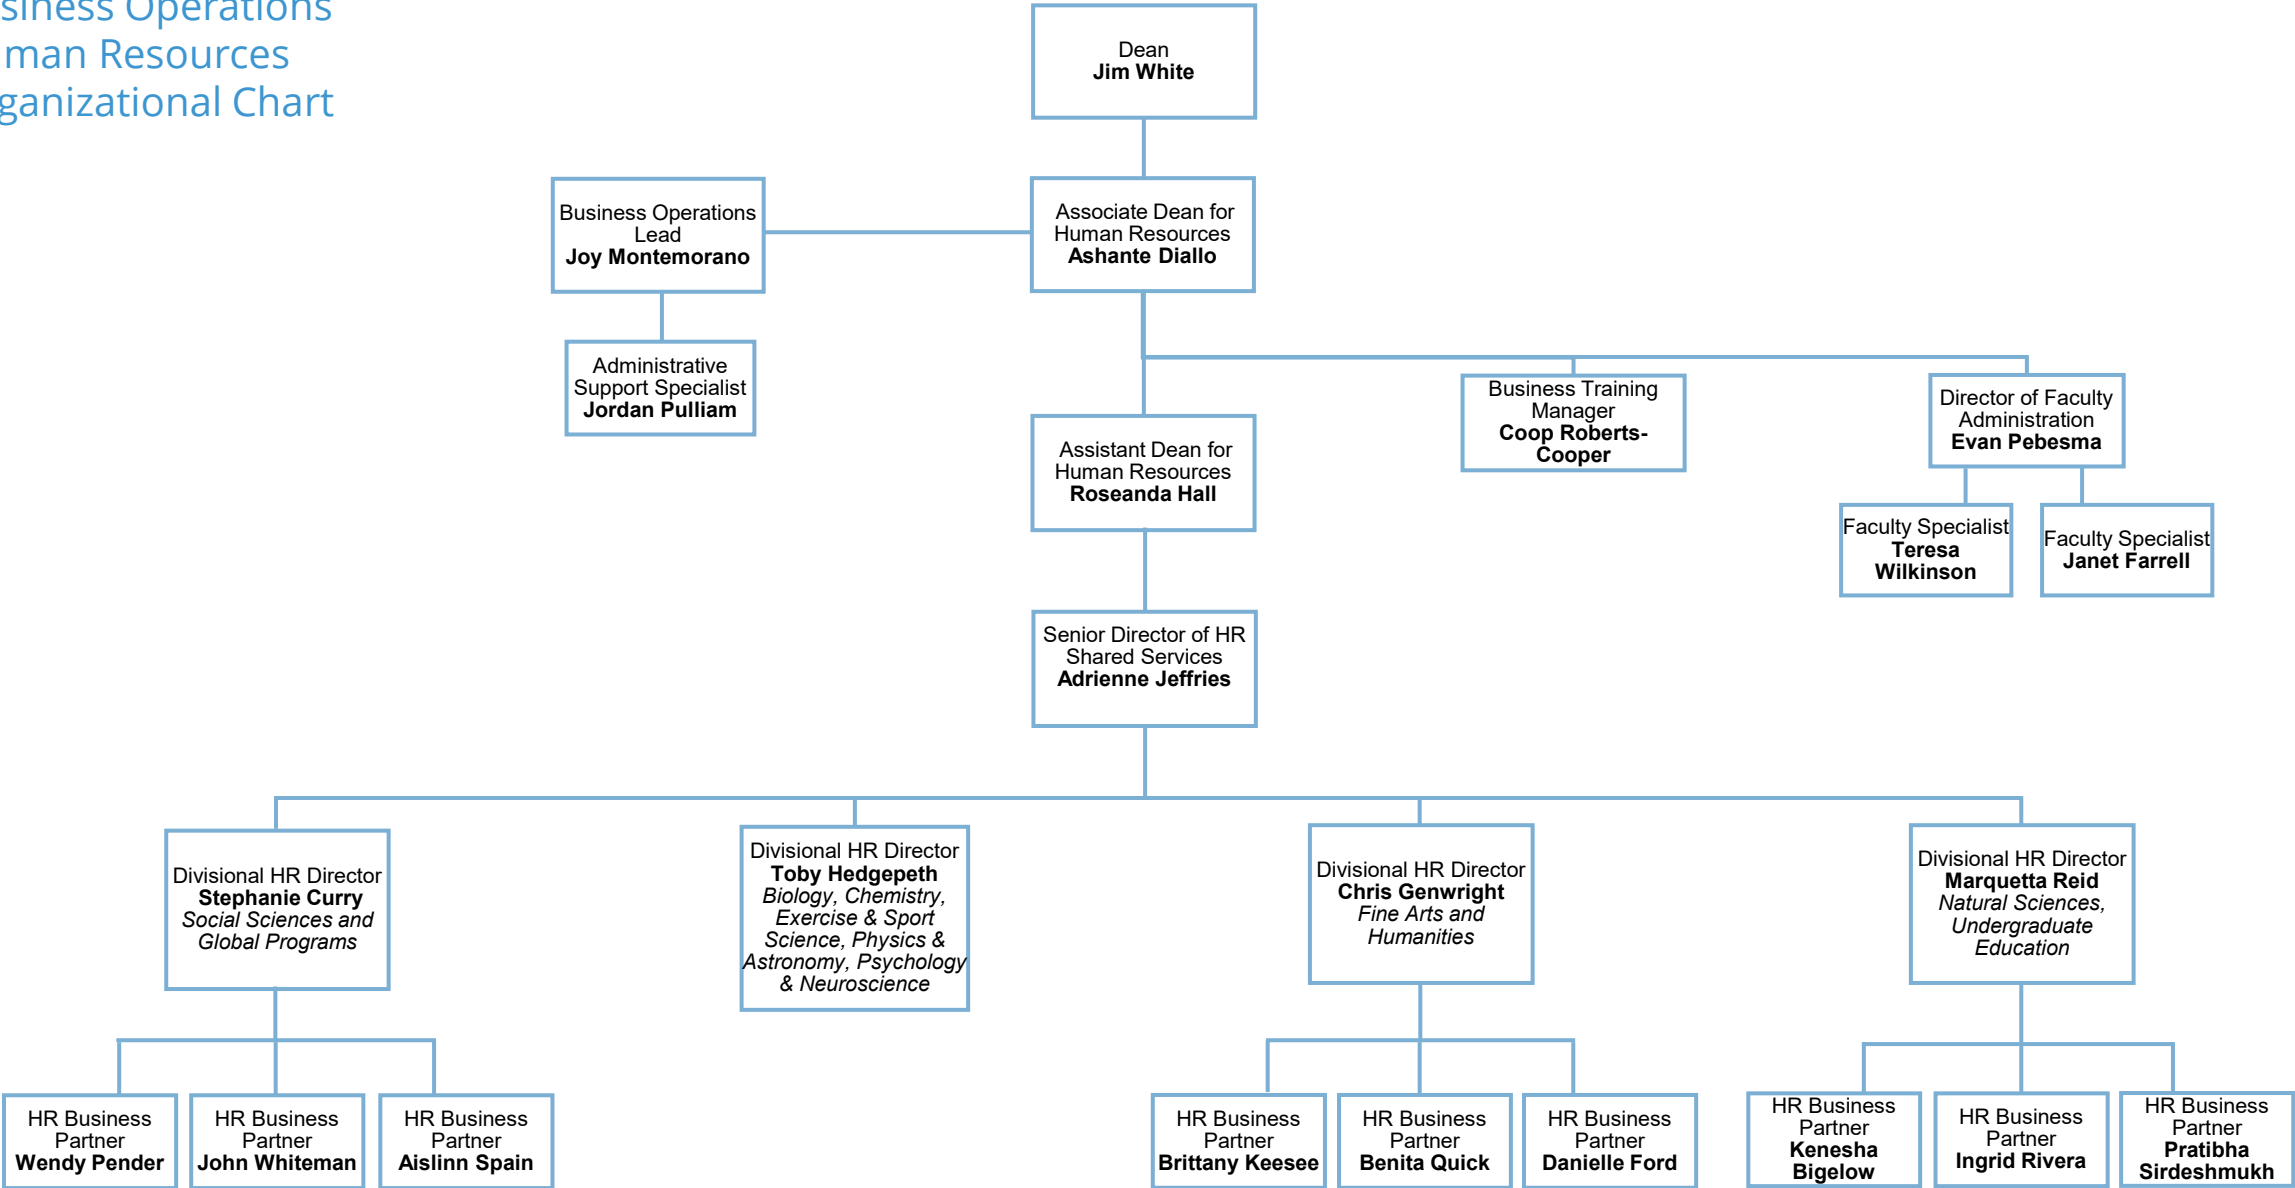 siness Operations
man Resources
ganizational Chart
Dean
Jim White
Business Operations
Lead
Joy Montemorano
Associate Dean for
Human Resources
Ashante Diallo
Administrative
Support Specialist
Jordan Pulliam
Assistant Dean for
Human Resources
Roseanda Hall
Business Training
Manager
Coop Roberts-
Cooper
Director of Faculty
Administration
Evan Pebesma
Faculty Specialist
Teresa
Wilkinson
Faculty Specialist
Janet Farrell
Senior Director of HR
Shared Services
Adrienne Jeffries
Divisional HR Director
Stephanie Curry
Social Sciences and
Global Programs
Divisional HR Director
Toby Hedgepeth
Biology, Chemistry,
Exercise & Sport
Science, Physics &
Astronomy, Psychology
& Neuroscience
Divisional HR Director
Chris Genwright
Fine Arts and
Humanities
Divisional HR Director
Marquetta Reid
Natural Sciences,
Undergraduate
Education
HR Business
Partner
Wendy Pender
HR Business
Partner
John Whiteman
HR Business
Partner
Aislinn Spain
HR Business
Partner
Brittany Keesee
HR Business
Partner
Benita Quick
HR Business
Partner
Danielle Ford
HR Business
Partner
Kenesha
Bigelow
HR Business
Partner
Ingrid Rivera
HR Business
Partner
Pratibha
Sirdeshmukh